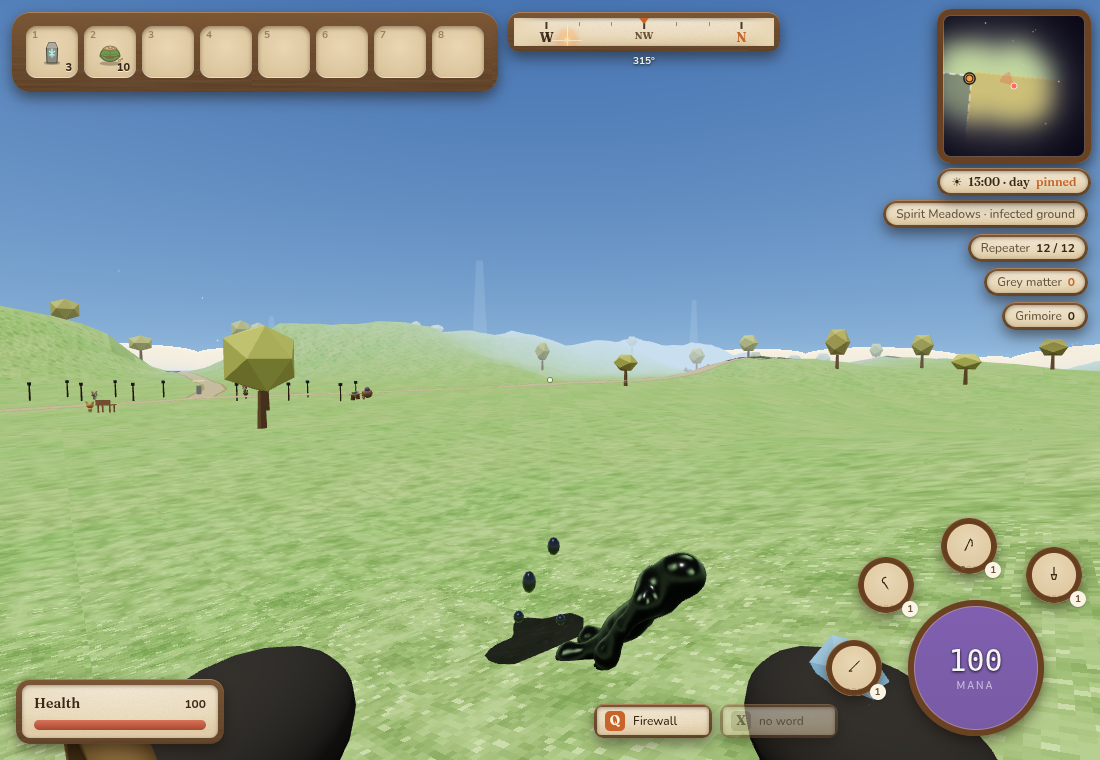 1 2 3 4 5 6 7 8
3 10
W NW N
315°
☀ 13:00 · day pinned
Spirit Meadows · infected ground
Repeater 12 / 12
Grey matter 0
Grimoire 0
1
1
1
1
100
MANA
Health 100
Q Firewall
X no word